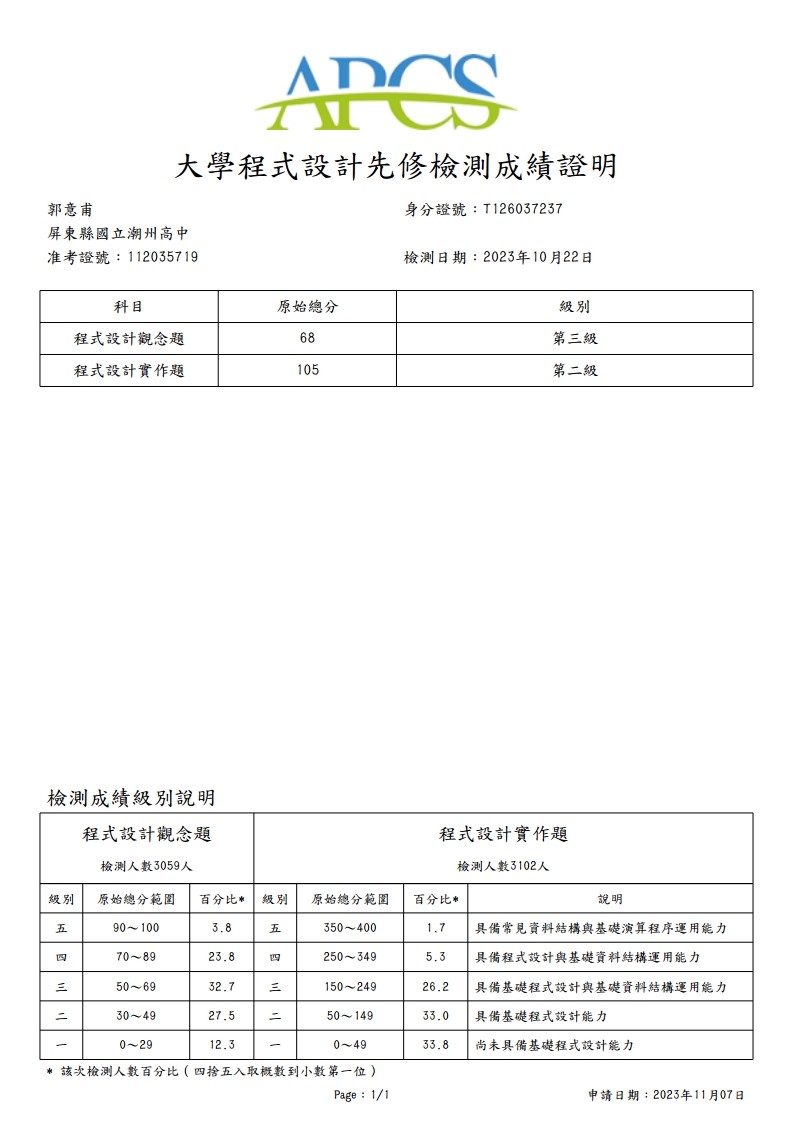 APCS
大學程式設計先修檢測成績證明
郭意甫 身分證號：T126037237
屏東縣國立潮州高中
准考證號：112035719 檢測日期：2023年10月22日
科目 原始總分 級別
程式設計觀念題 68 第三級
程式設計實作題 105 第二級
檢測成績級別說明
程式設計觀念題 程式設計實作題
檢測人數3059人 檢測人數3102人
級別 原始總分範圍 百分比* 級別 原始總分範圍 百分比* 說明
五 90～100 3.8 五 350～400 1.7 具備常見資料結構與基礎演算程序運用能力
四 70～89 23.8 四 250～349 5.3 具備程式設計與基礎資料結構運用能力
三 50～69 32.7 三 150～249 26.2 具備基礎程式設計與基礎資料結構運用能力
二 30～49 27.5 二 50～149 33.0 具備基礎程式設計能力
一 0～29 12.3 一 0～49 33.8 尚未具備基礎程式設計能力
* 該次檢測人數百分比（四捨五入取概數到小數第一位）
Page：1/1 申請日期：2023年11月07日